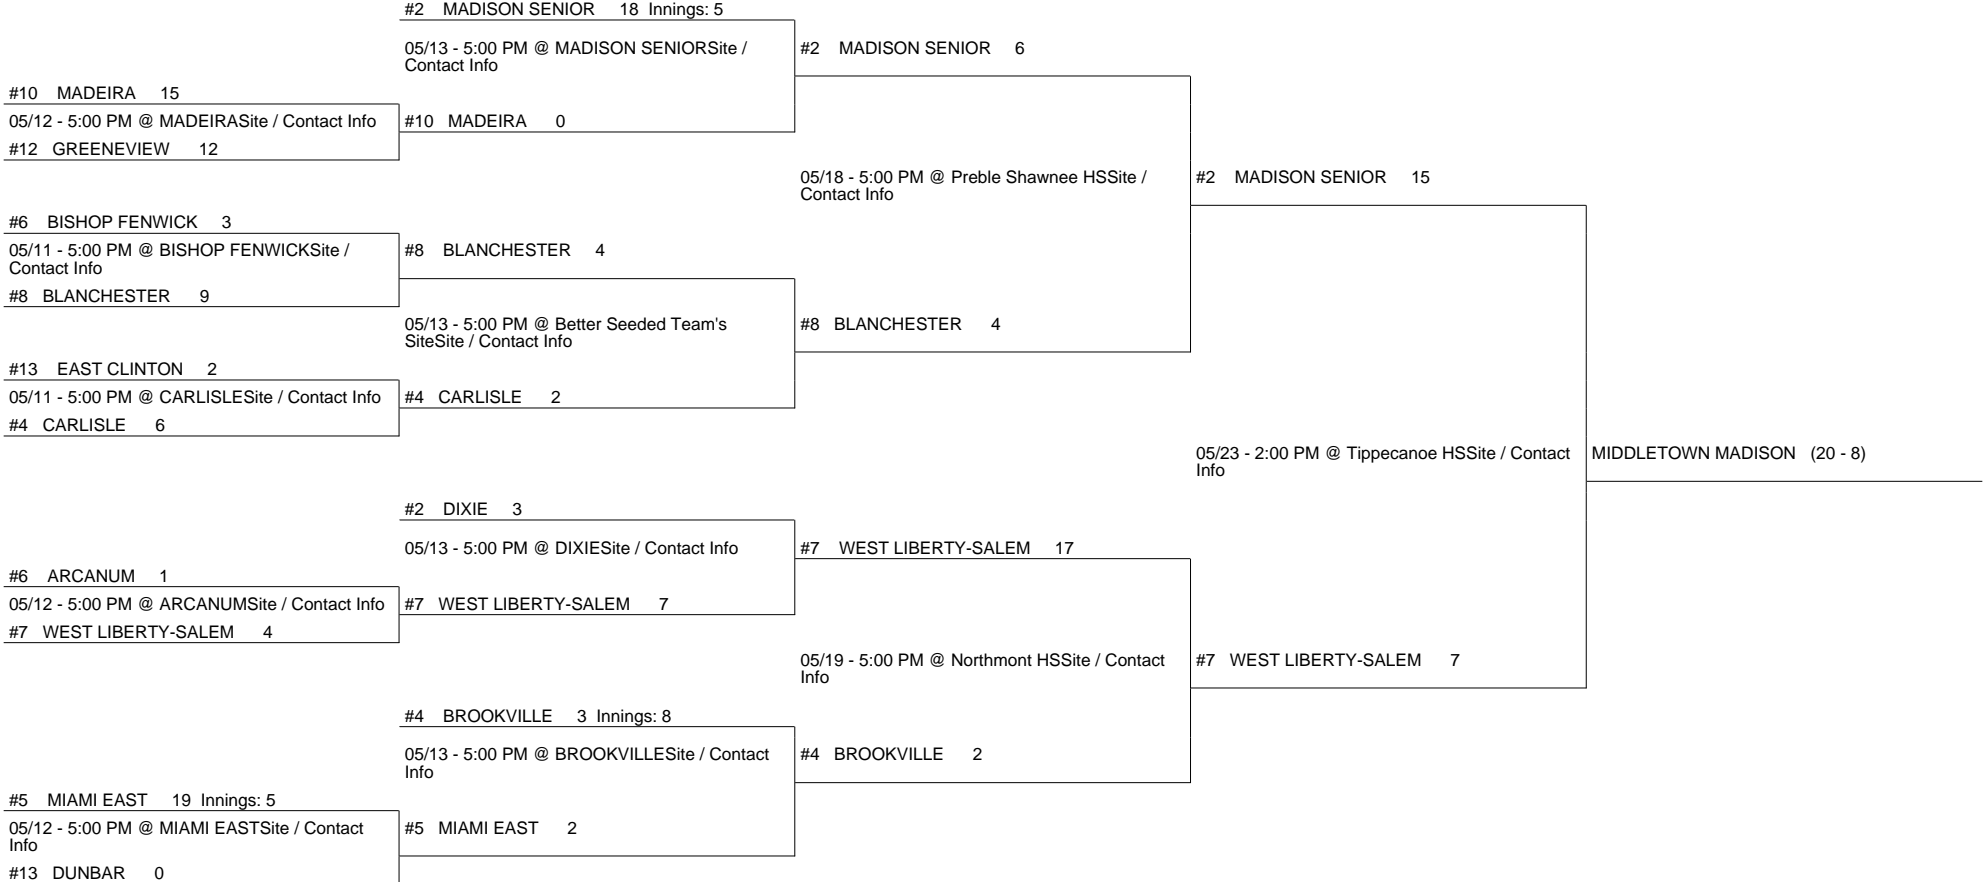 #2 MADISON SENIOR 18 Innings: 5
05/13 - 5:00 PM @ MADISON SENIORSite /
Contact Info
#2 MADISON SENIOR 6
#10 MADEIRA 15
05/12 - 5:00 PM @ MADEIRASite / Contact Info
#12 GREENEVIEW 12
#10 MADEIRA 0
05/18 - 5:00 PM @ Preble Shawnee HSSite /
Contact Info
#2 MADISON SENIOR 15
#6 BISHOP FENWICK 3
05/11 - 5:00 PM @ BISHOP FENWICKSite /
Contact Info
#8 BLANCHESTER 9
#8 BLANCHESTER 4
05/13 - 5:00 PM @ Better Seeded Team's
SiteSite / Contact Info
#8 BLANCHESTER 4
#13 EAST CLINTON 2
05/11 - 5:00 PM @ CARLISLESite / Contact Info
#4 CARLISLE 6
#4 CARLISLE 2
05/23 - 2:00 PM @ Tippecanoe HSSite / Contact
Info
MIDDLETOWN MADISON (20 - 8)
#2 DIXIE 3
05/13 - 5:00 PM @ DIXIESite / Contact Info
#7 WEST LIBERTY-SALEM 17
#6 ARCANUM 1
05/12 - 5:00 PM @ ARCANUMSite / Contact Info
#7 WEST LIBERTY-SALEM 4
#7 WEST LIBERTY-SALEM 7
05/19 - 5:00 PM @ Northmont HSSite / Contact
Info
#7 WEST LIBERTY-SALEM 7
#4 BROOKVILLE 3 Innings: 8
05/13 - 5:00 PM @ BROOKVILLESite / Contact
Info
#4 BROOKVILLE 2
#5 MIAMI EAST 19 Innings: 5
05/12 - 5:00 PM @ MIAMI EASTSite / Contact
Info
#13 DUNBAR 0
#5 MIAMI EAST 2